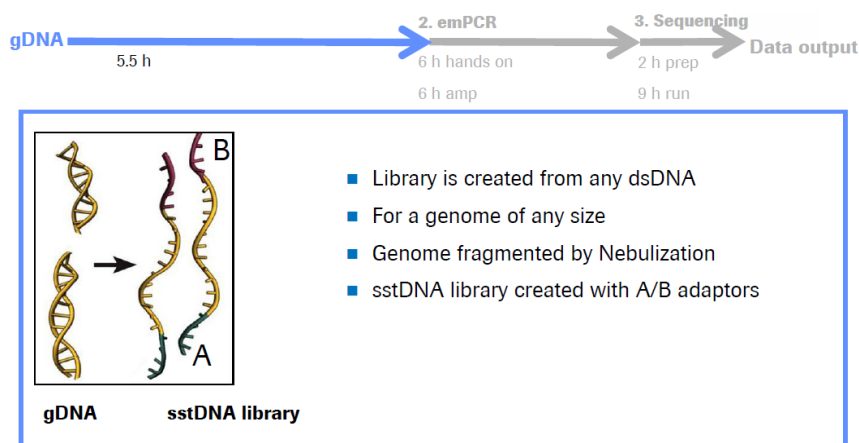 2. emPCR
3. Sequencing
gDNA
Data output
5.5 h
6 h hands on
2 h prep
6 h amp
9 h run
B
A
Library is created from any dsDNA
For a genome of any size
Genome fragmented by Nebulization
sstDNA library created with A/B adaptors
gDNA
sstDNA library